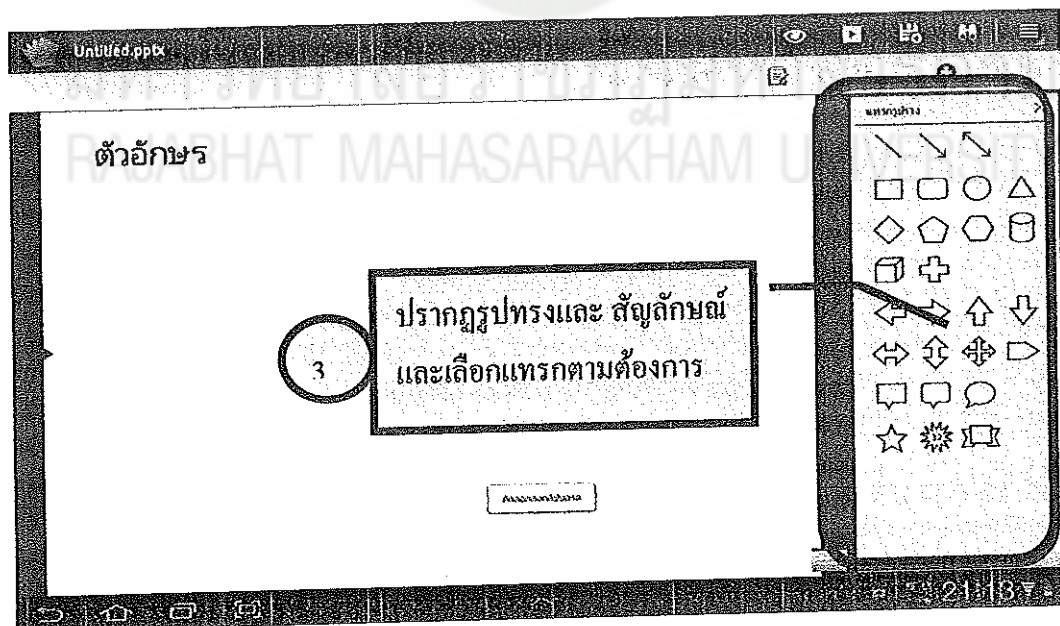 Untitled.pptx
แทรกรูปร่าง
RAJABHAT MAHASARAKHAM UNIVERSITY
ตัวอักษร
3
ปรากฏรูปทรงและ สัญลักษณ์
และเลือกแทรกตามต้องการ
21:13